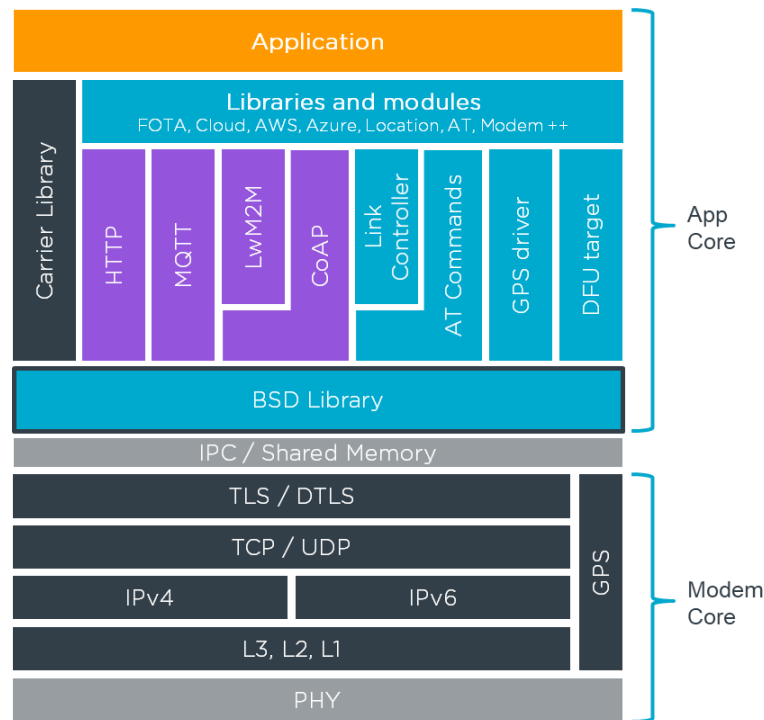 Application
Libraries and modules
FOTA, Cloud, AWS, Azure, Location, AT, Modem ++
Carrier Library
HTTP
MQTT
LwM2M
CoAP
Link
Controller
AT Commands
GPS driver
DFU target
App
Core
BSD Library
IPC / Shared Memory
TLS / DTLS
TCP / UDP
IPv4
IPv6
L3, L2, L1
GPS
Modem
Core
PHY